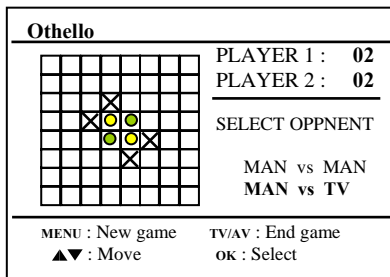 Othello
PLAYER 1 : 02
PLAYER 2 : 02
SELECT OPPNENT
MAN vs MAN
MAN vs TV
MENU : New game TV/AV : End game
▲▼ : Move OK : Select